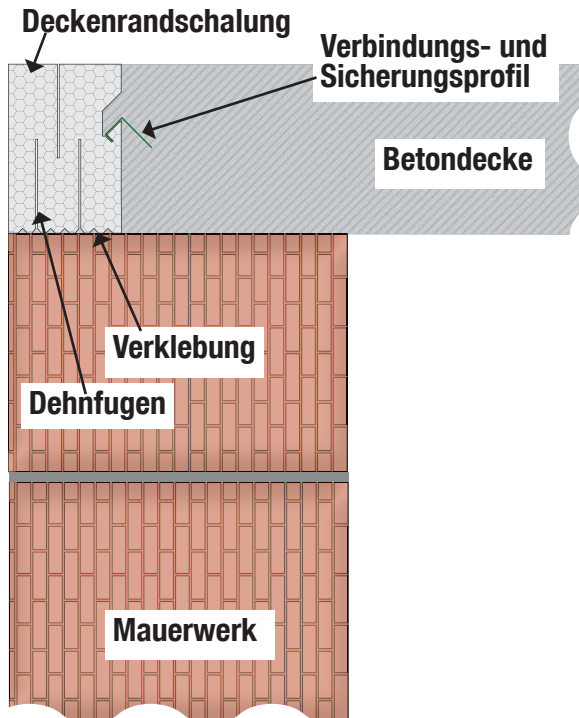 Deckenrandschalung
Verbindungs- und
Sicherungsprofil
Betondecke
Verklebung
Dehnfugen
Mauerwerk